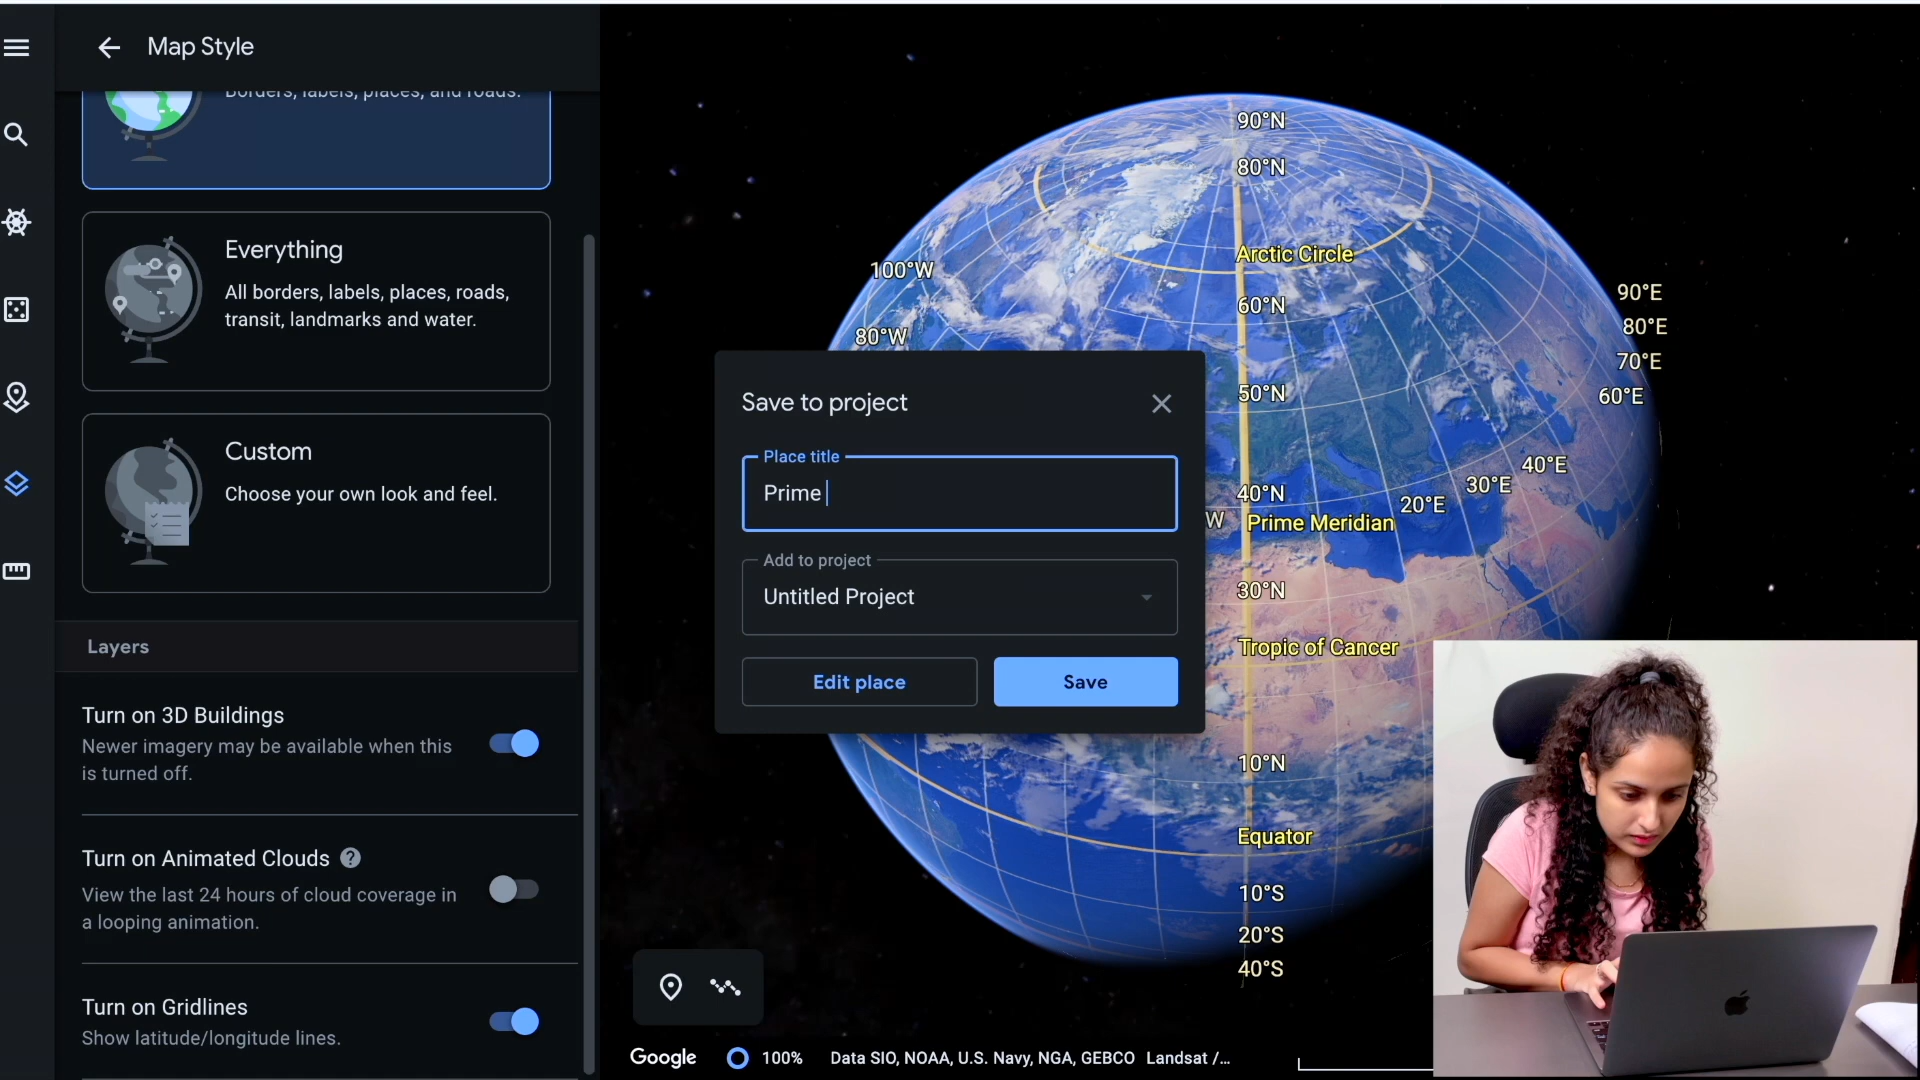 Map Style
Borders, labels, places, and roads.
Everything
All borders, labels, places, roads,
transit, landmarks and water.
Custom
Choose your own look and feel.
Layers
Turn on 3D Buildings
Newer imagery may be available when this
is turned off.
Turn on Animated Clouds ?
View the last 24 hours of cloud coverage in
a looping animation.
Turn on Gridlines
Show latitude/longitude lines.
90°N
80°N
Arctic Circle
100°W
60°N
80°W
90°E
80°E
70°E
60°E
50°N
40°E
30°E
40°N
20°E
W
Prime Meridian
30°N
Tropic of Cancer
10°N
Equator
10°S
20°S
40°S
Save to project
Place title
Prime
Add to project
Untitled Project
Edit place
Save
Google
100%
Data SIO, NOAA, U.S. Navy, NGA, GEBCO Landsat /...